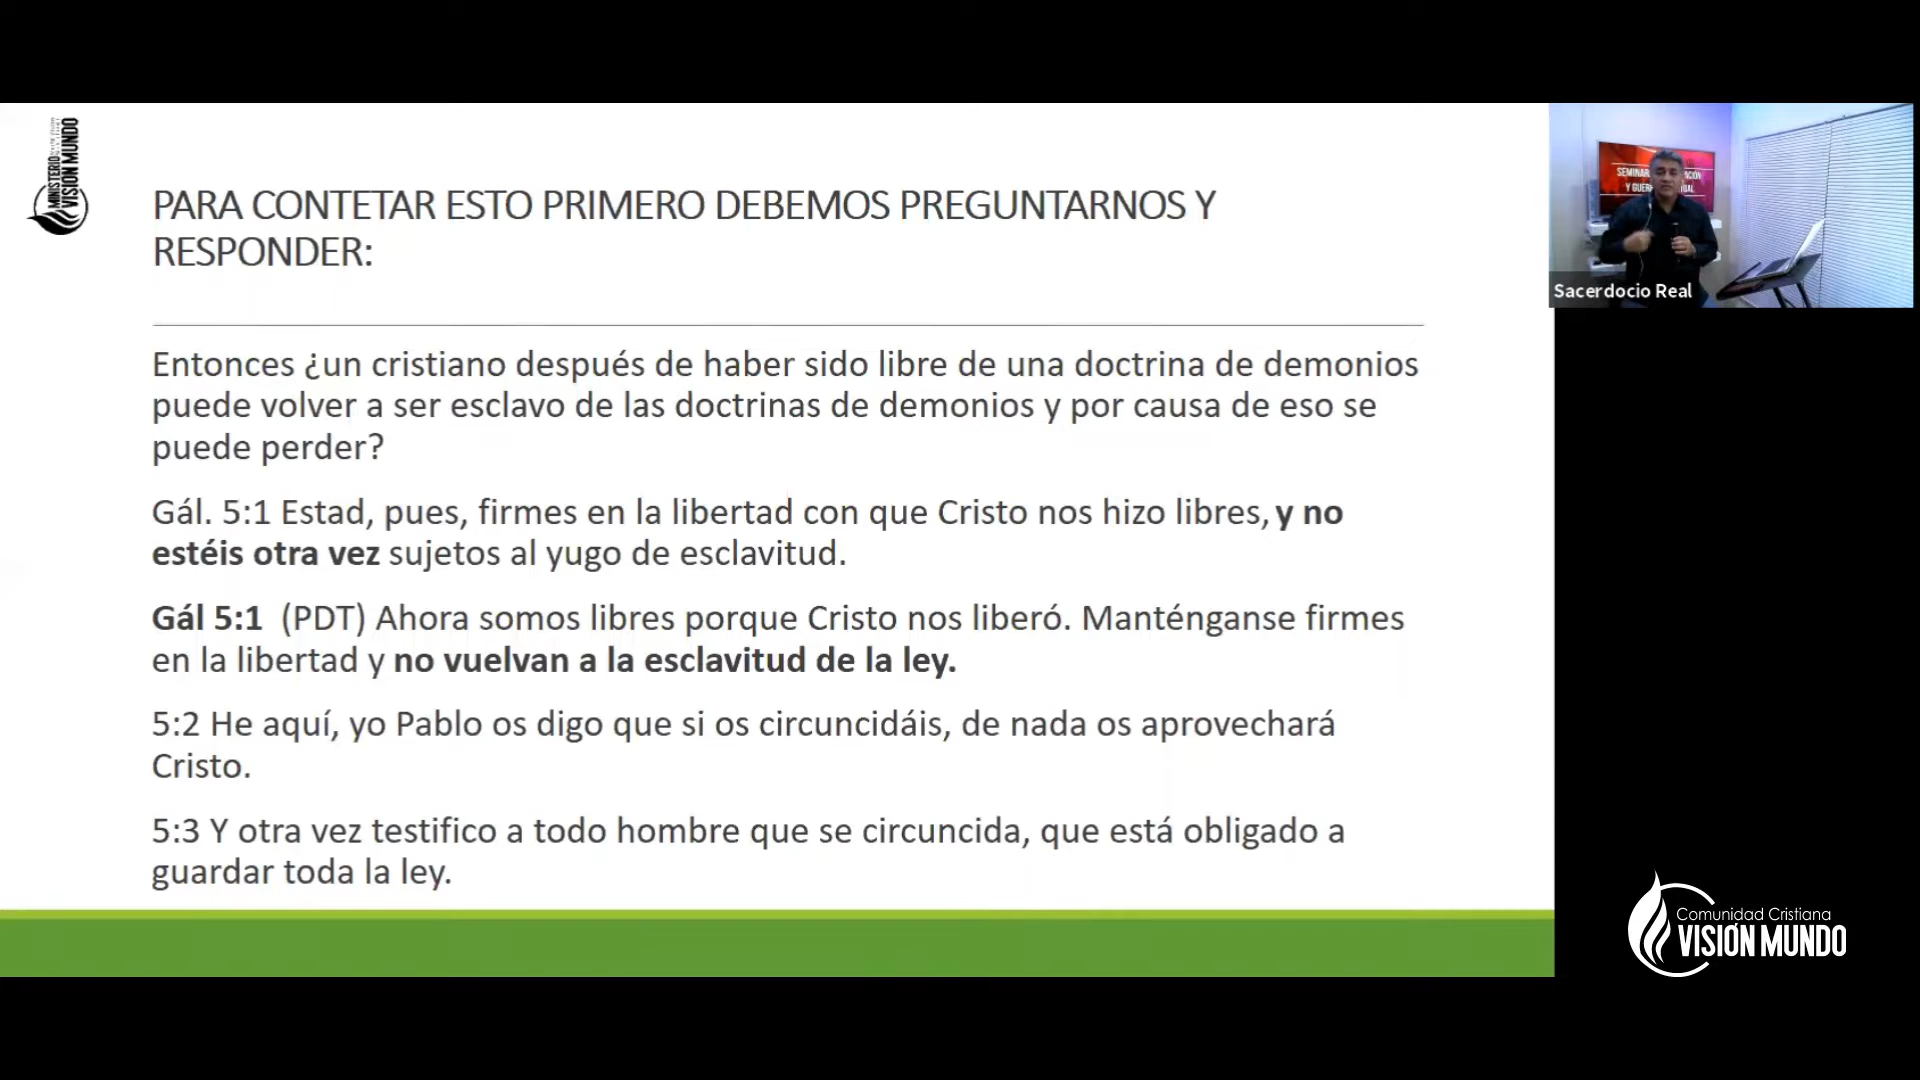 MINISTERIO
VISIÓN MUNDO
PARA CONTETAR ESTO PRIMERO DEBEMOS PREGUNTARNOS Y
RESPONDER:
Entonces ¿un cristiano después de haber sido libre de una doctrina de demonios
puede volver a ser esclavo de las doctrinas de demonios y por causa de eso se
puede perder?
Gál. 5:1 Estad, pues, firmes en la libertad con que Cristo nos hizo libres, y no
estéis otra vez sujetos al yugo de esclavitud.
Gál 5:1 (PDT) Ahora somos libres porque Cristo nos liberó. Manténganse firmes
en la libertad y no vuelvan a la esclavitud de la ley.
5:2 He aquí, yo Pablo os digo que si os circuncidáis, de nada os aprovechará
Cristo.
5:3 Y otra vez testifico a todo hombre que se circuncida, que está obligado a
guardar toda la ley.
Sacerdocio Real
Comunidad Cristiana
VISIÓN MUNDO